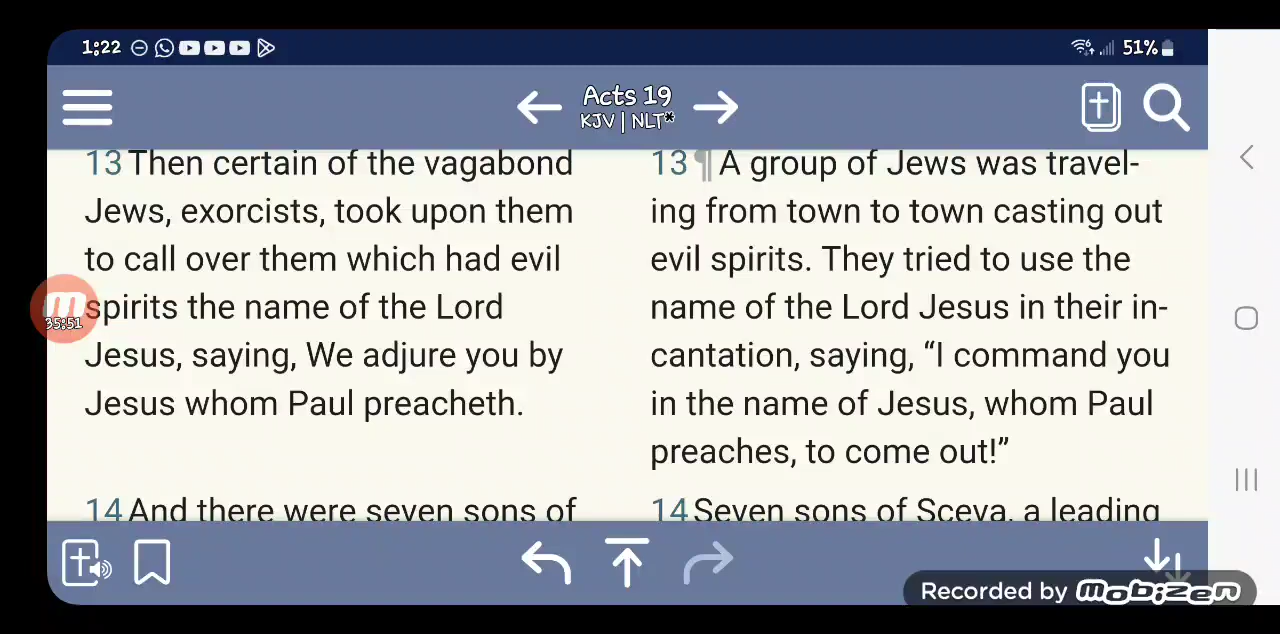 1:22 51%
Acts 19
KJV | NLT*
13 Then certain of the vagabond
Jews, exorcists, took upon them
to call over them which had evil
spirits the name of the Lord
Jesus, saying, We adjure you by
Jesus whom Paul preacheth.
14 And there were seven sons of
13 ¶ A group of Jews was travel-
ing from town to town casting out
evil spirits. They tried to use the
name of the Lord Jesus in their in-
cantation, saying, “I command you
in the name of Jesus, whom Paul
preaches, to come out!”
14 Seven sons of Sceva, a leading
35:51
Recorded by mobizen